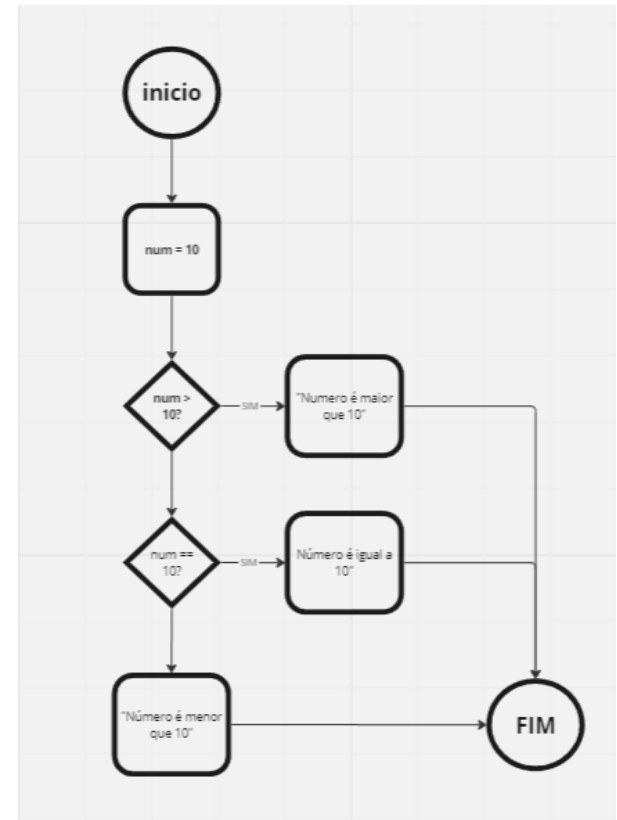 inicio
num = 10
num >
10?
SIM
"Numero é maior
que 10"
num ==
10?
SIM
Número é igual a
10"
"Número é menor
que 10"
FIM